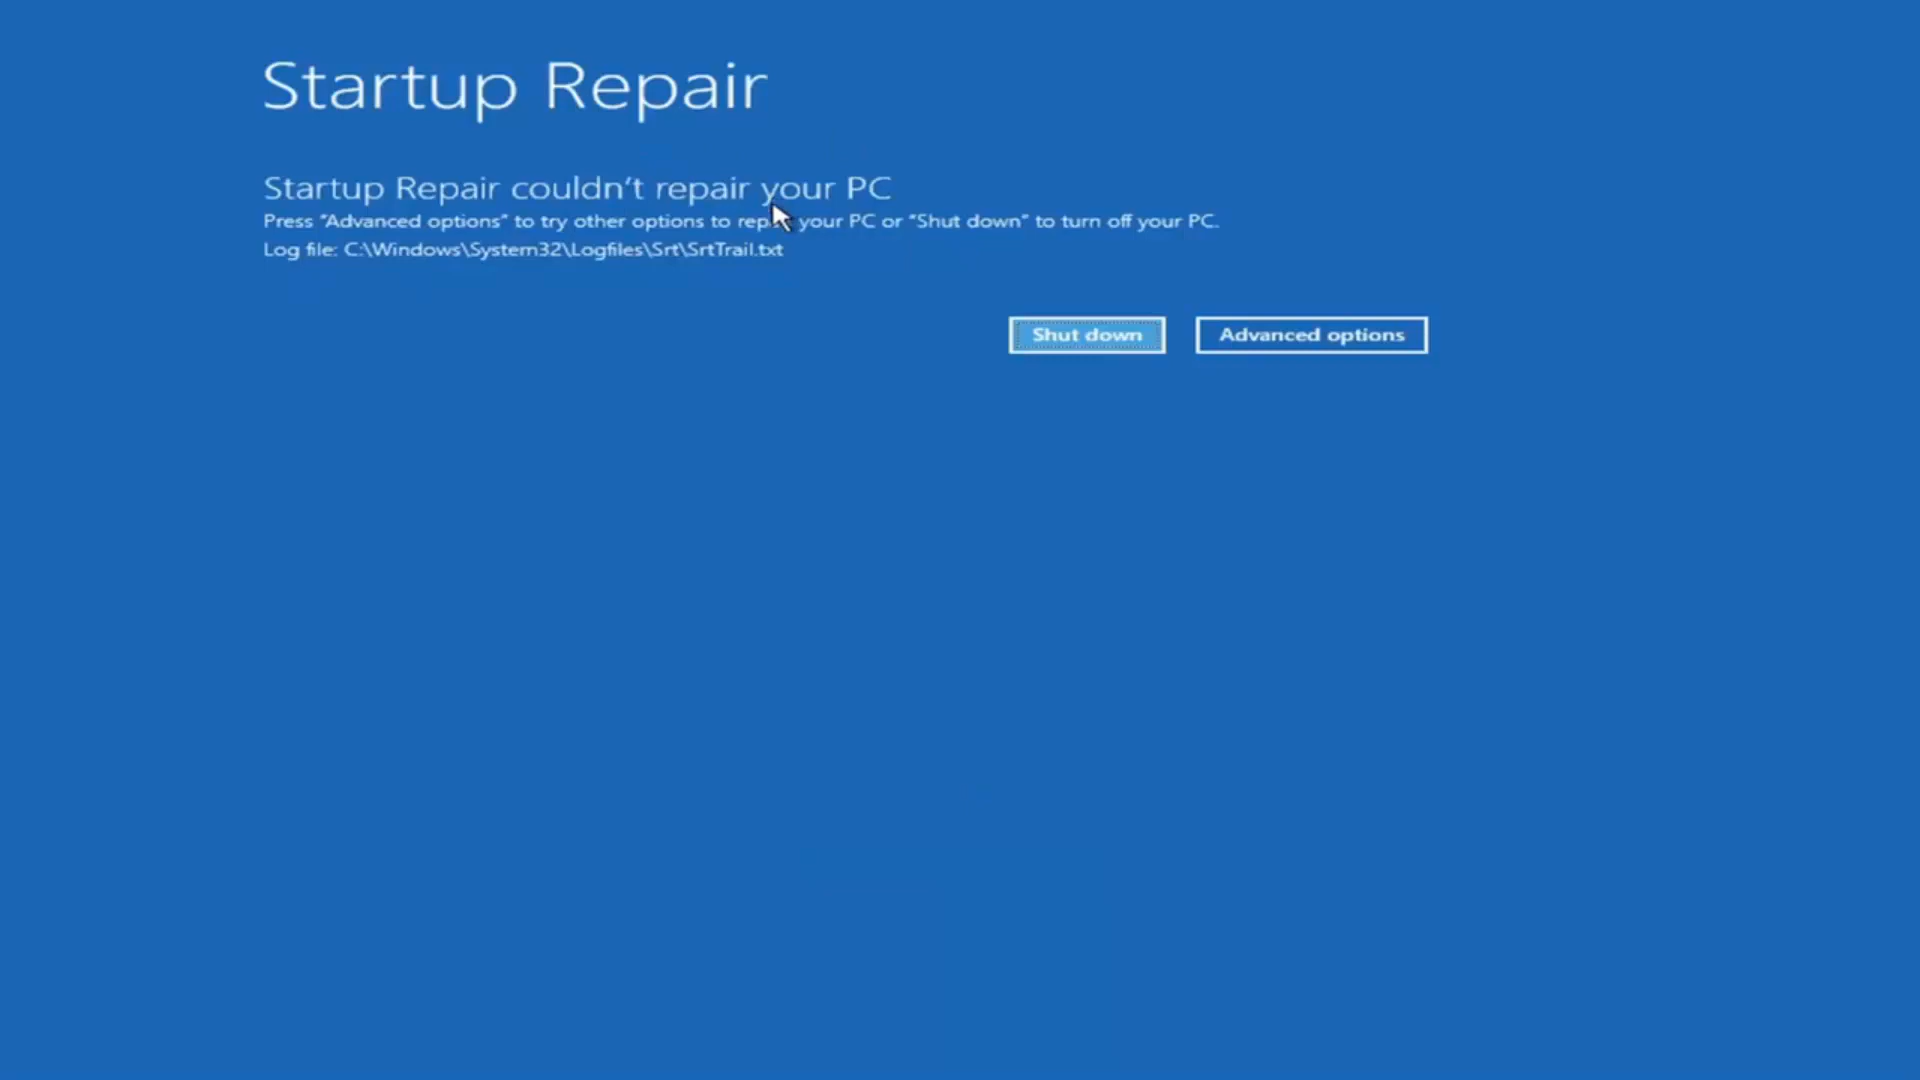 Startup Repair
Startup Repair couldn't repair your PC
Press "Advanced options" to try other options to repair your PC or "Shut down" to turn off your PC.
Log file: C:\Windows\System32\Logfiles\Srt\SrtTrail.txt
Shut down
Advanced options